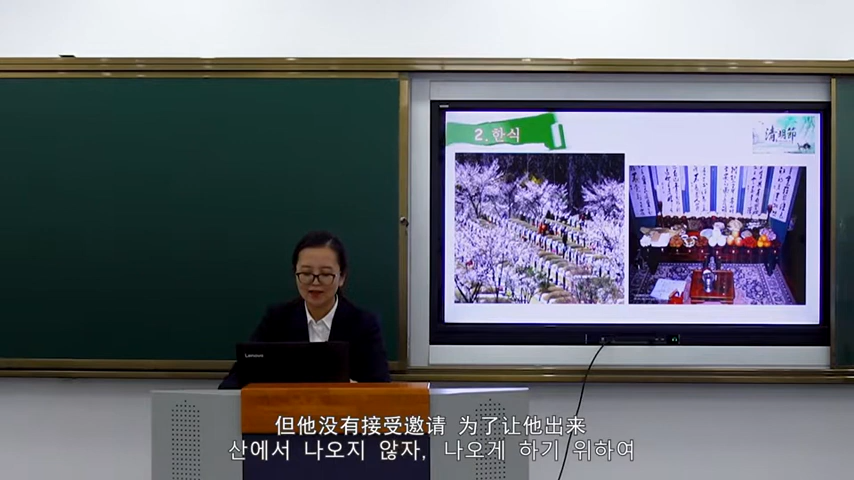 2.한식
清明節
Lenovo
但他没有接受邀请 为了让他出来
산에서 나오지 않자, 나오게 하기 위하여